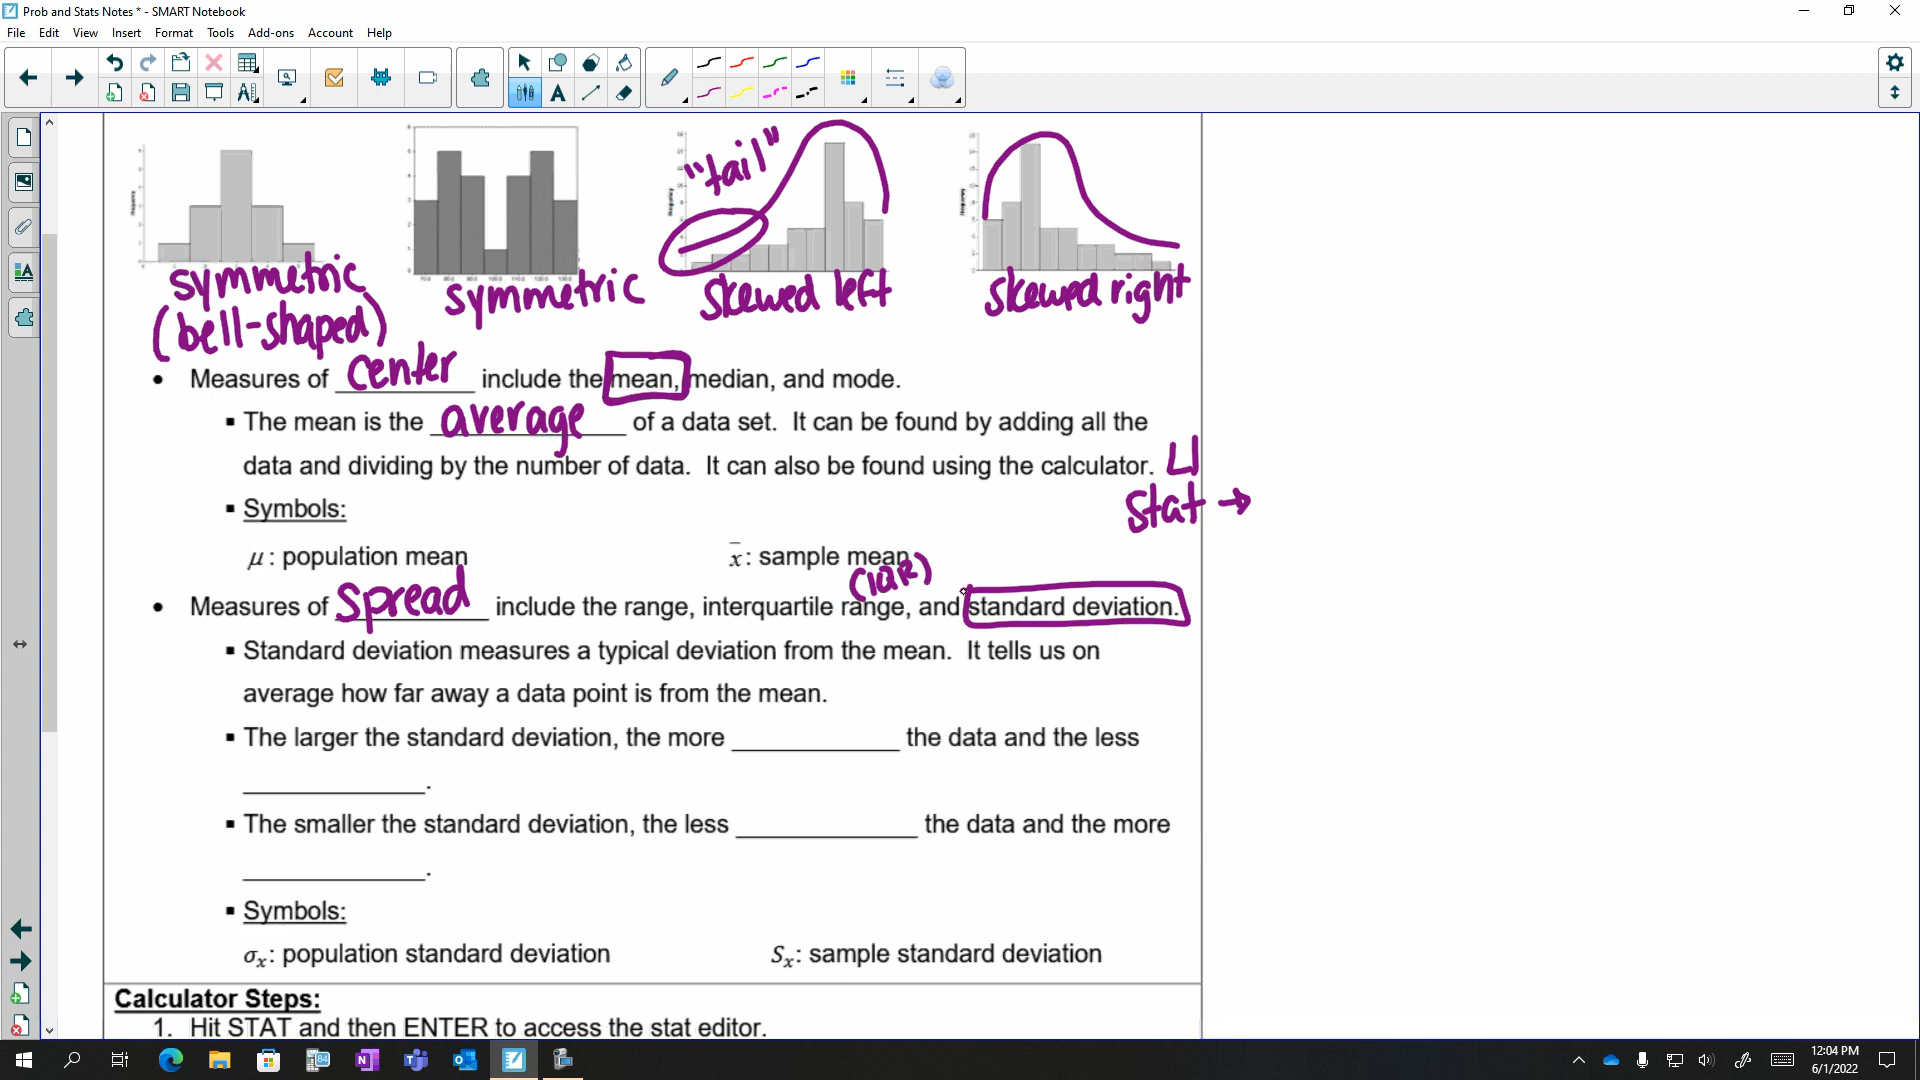 Prob and Stats Notes * - SMART Notebook
File Edit View Insert Format Tools Add-ons Account Help
"tail"
Frequency
Frequency
symmetric
(bell-shaped)
symmetric
skewed left
skewed right
• Measures of center include the mean, median, and mode.
▪ The mean is the average of a data set. It can be found by adding all the
data and dividing by the number of data. It can also be found using the calculator.
Stat →
▪ Symbols:
μ: population mean x̄: sample mean
(IQR)
• Measures of spread include the range, interquartile range, and standard deviation.
▪ Standard deviation measures a typical deviation from the mean. It tells us on
average how far away a data point is from the mean.
▪ The larger the standard deviation, the more ____________ the data and the less
_____________.
▪ The smaller the standard deviation, the less _____________ the data and the more
_____________.
▪ Symbols:
σx: population standard deviation Sx: sample standard deviation
Calculator Steps:
1. Hit STAT and then ENTER to access the stat editor.
12:04 PM
6/1/2022